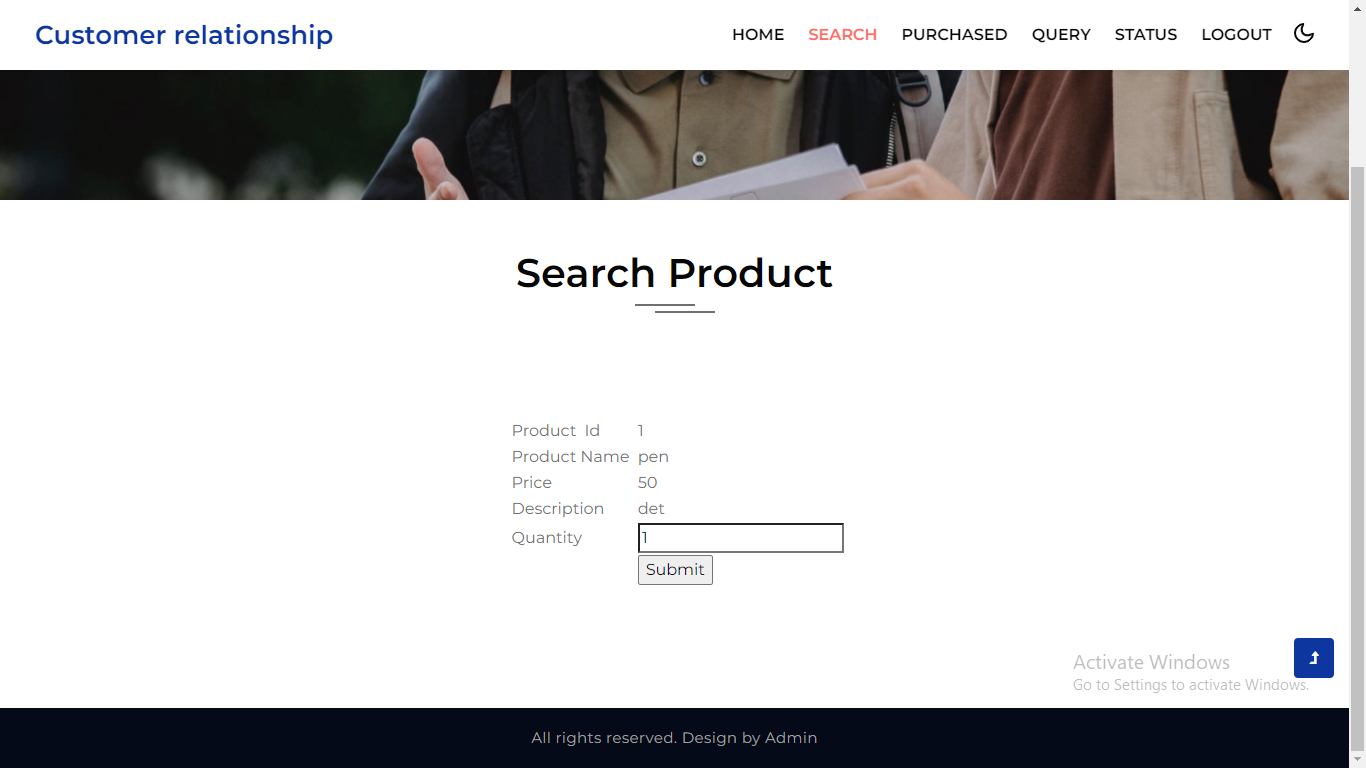 Customer relationship
HOME SEARCH PURCHASED QUERY STATUS LOGOUT
Search Product
Product Id 1
Product Name pen
Price 50
Description det
Quantity 1
Submit
Activate Windows
Go to Settings to activate Windows.
All rights reserved. Design by Admin